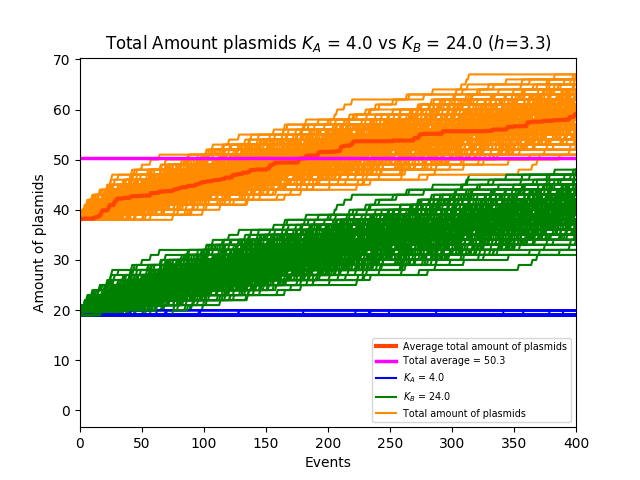 Total Amount plasmids K_A = 4.0 vs K_B = 24.0 (h=3.3)
Amount of plasmids
70
60
50
40
30
20
10
0
0 50 100 150 200 250 300 350 400
Events
Average total amount of plasmids
Total average = 50.3
K_A = 4.0
K_B = 24.0
Total amount of plasmids